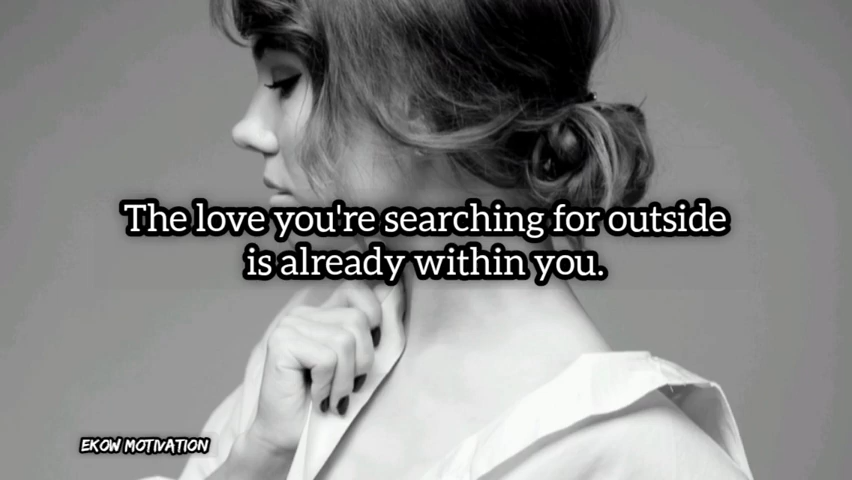 The love you're searching for outside
is already within you.
EKOW MOTIVATION